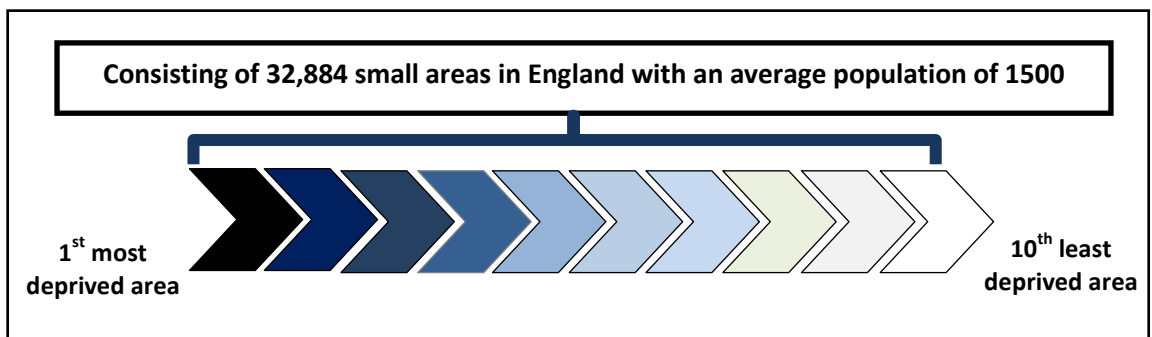 Consisting of 32,884 small areas in England with an average population of 1500
1st most
deprived area
10th least
deprived area